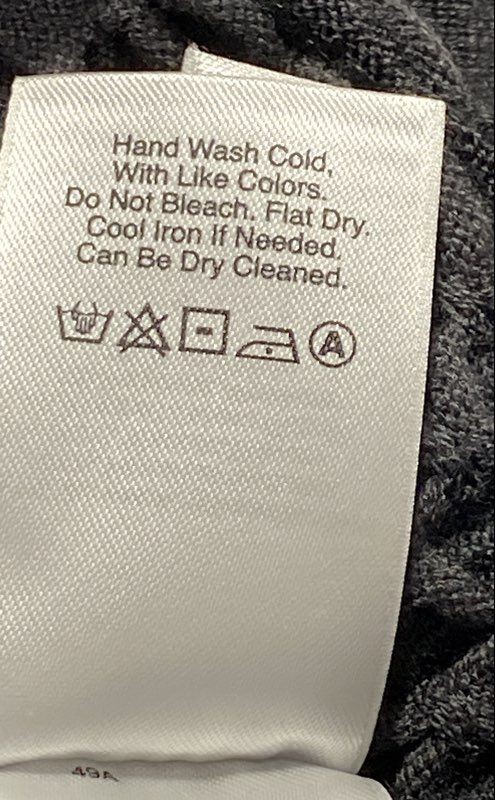 Hand Wash Cold,
With Like Colors.
Do Not Bleach. Flat Dry.
Cool Iron If Needed.
Can Be Dry Cleaned.
A
49A